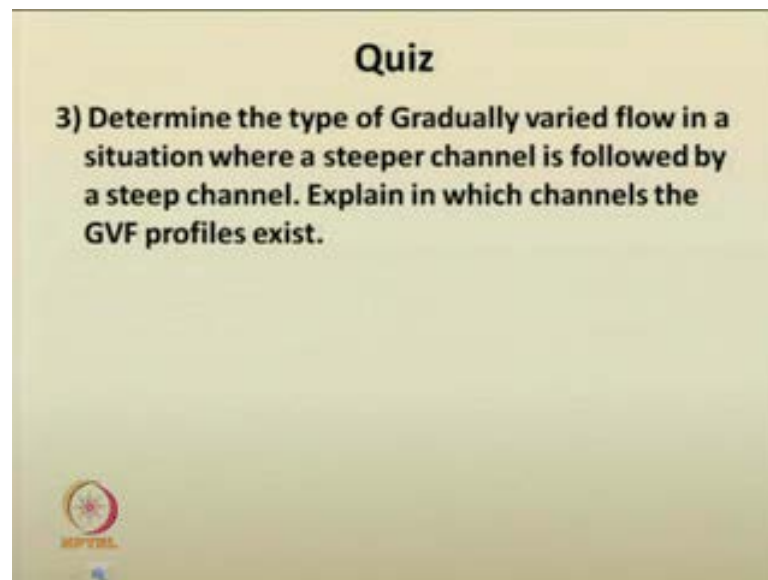 Quiz
3) Determine the type of Gradually varied flow in a
situation where a steeper channel is followed by
a steep channel. Explain in which channels the
GVF profiles exist.
NPTEL